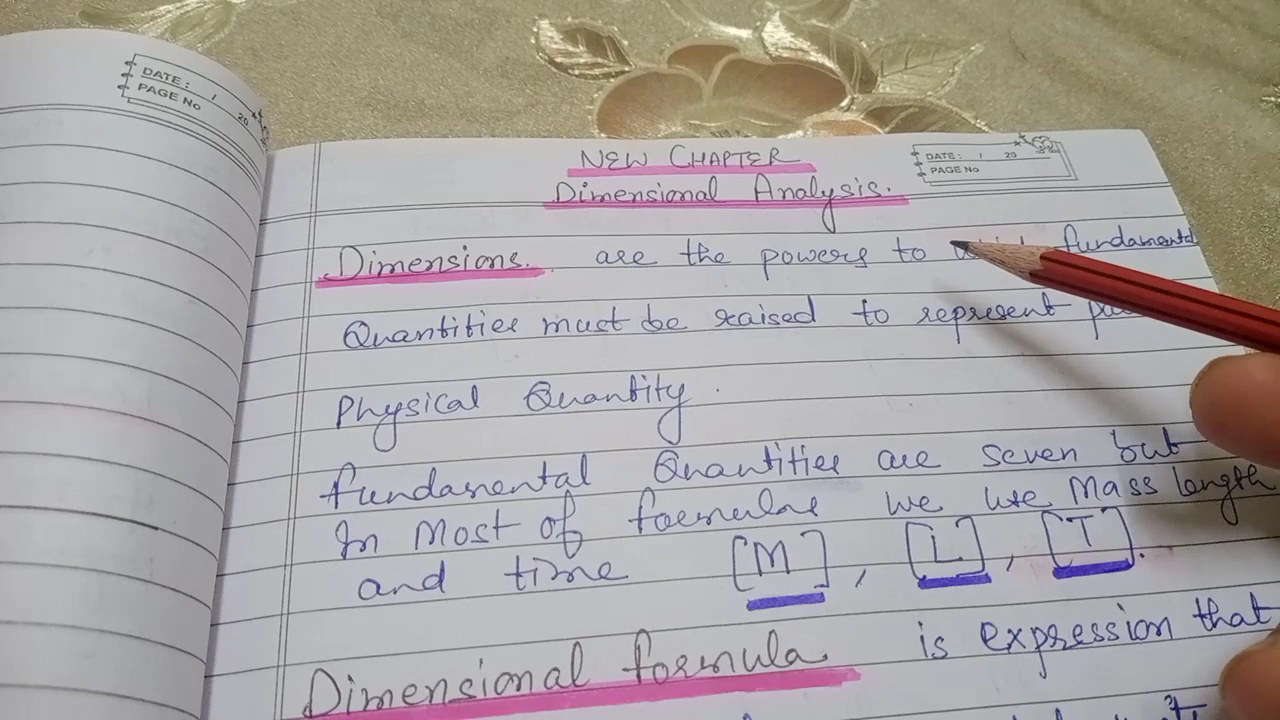 DATE: / 20
PAGE No
NEW CHAPTER
DATE: / 20
PAGE No
Dimensional Analysis.
Dimensions. are the powers to
Quantities must be raised to represent
Physical Quantity.
fundamental Quantities are seven but
In Most of formulae we use Mass length
and time [M], [L], [T].
Dimensional formula is expression that